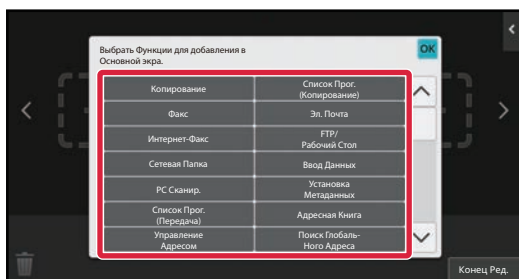 Выбрать Функции для добавления в
Основной экра.
OK
Копирование
Список Прог.
(Копирование)
Факс
Эл. Почта
Интернет-Факс
FTP/
Рабочий Стол
Сетевая Папка
Ввод Данных
PC Сканир.
Установка
Метаданных
Список Прог.
(Передача)
Адресная Книга
Управление
Адресом
Поиск Глобаль-
Ного Адреса
Конец Ред.